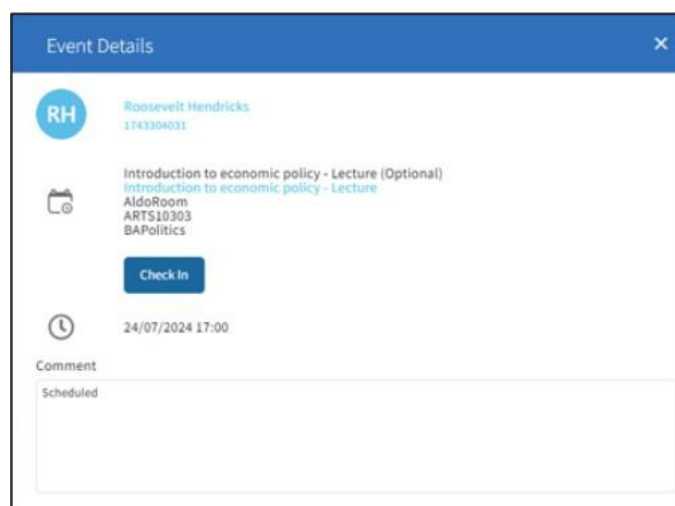 Event Details
RH
Roosevelt Hendricks
1743304031
Introduction to economic policy - Lecture (Optional)
Introduction to economic policy - Lecture
AldoRoom
ARTS10303
BAPolitics
Check In
24/07/2024 17:00
Comment
Scheduled